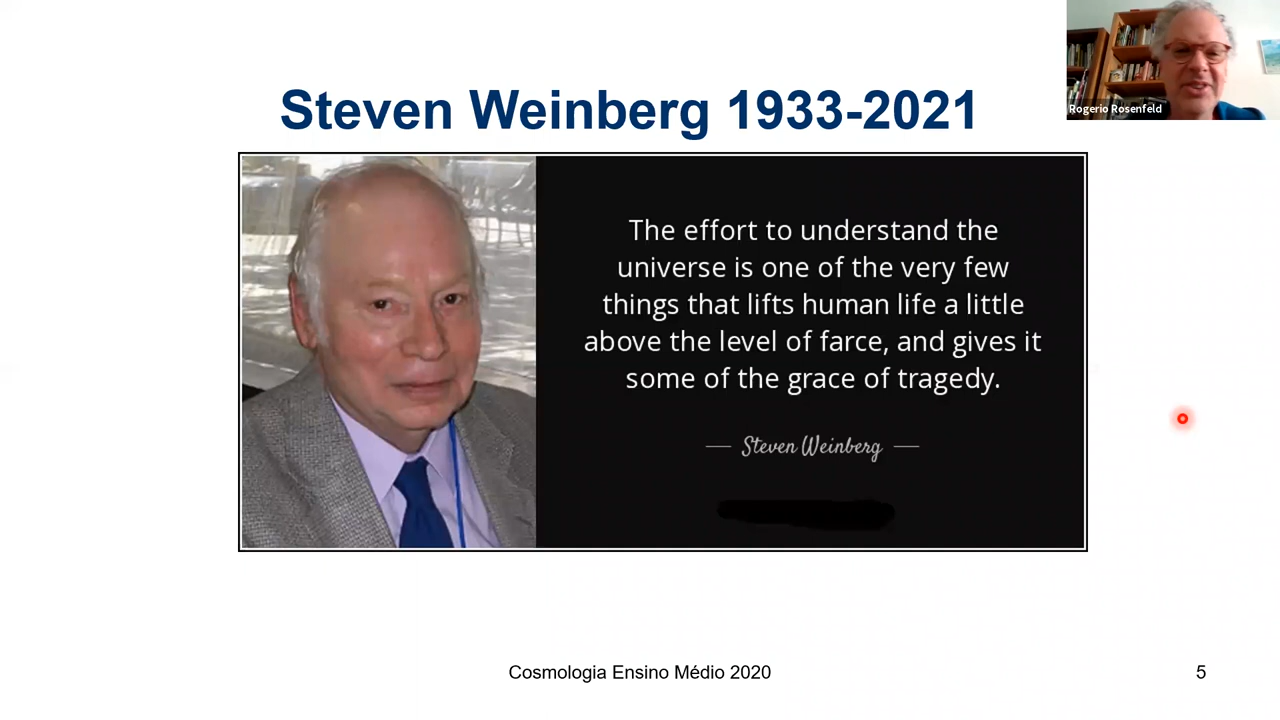 Rogerio Rosenfeld
Steven Weinberg 1933-2021
The effort to understand the
universe is one of the very few
things that lifts human life a little
above the level of farce, and gives it
some of the grace of tragedy.
Steven Weinberg
Cosmologia Ensino Médio 2020
5